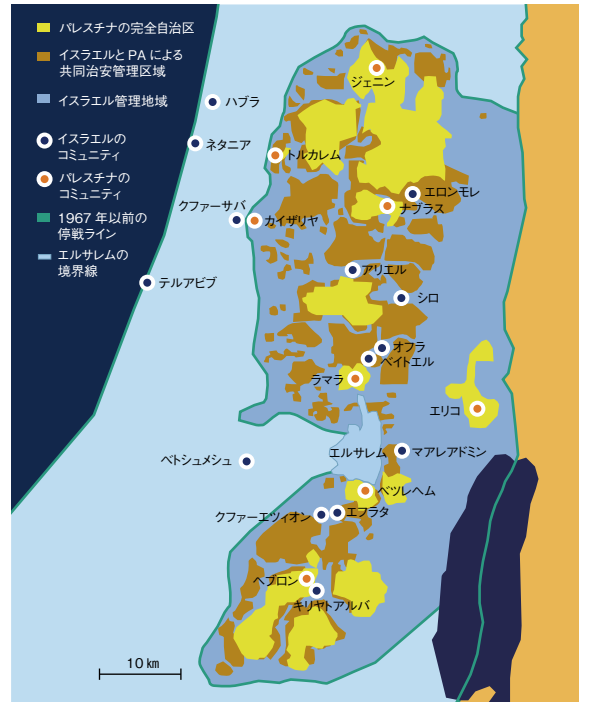 パレスチナの完全自治区
イスラエルとPAによる
共同治安管理区域
イスラエル管理地域
イスラエルの
コミュニティ
パレスチナの
コミュニティ
1967年以前の
停戦ライン
エルサレムの
境界線
ジェニン
ハブラ
ネタニア
トルカレム
エロンモレ
クファーサバ
ナブラス
カイザリヤ
アリエル
テルアビブ
シロ
オフラ
ベイトエル
ラマラ
エリコ
エルサレム
マアレアドミン
ベトシュメシュ
ベツレヘム
クファーエツィオン
エフラタ
ヘブロン
キリヤトアルバ
10㎞